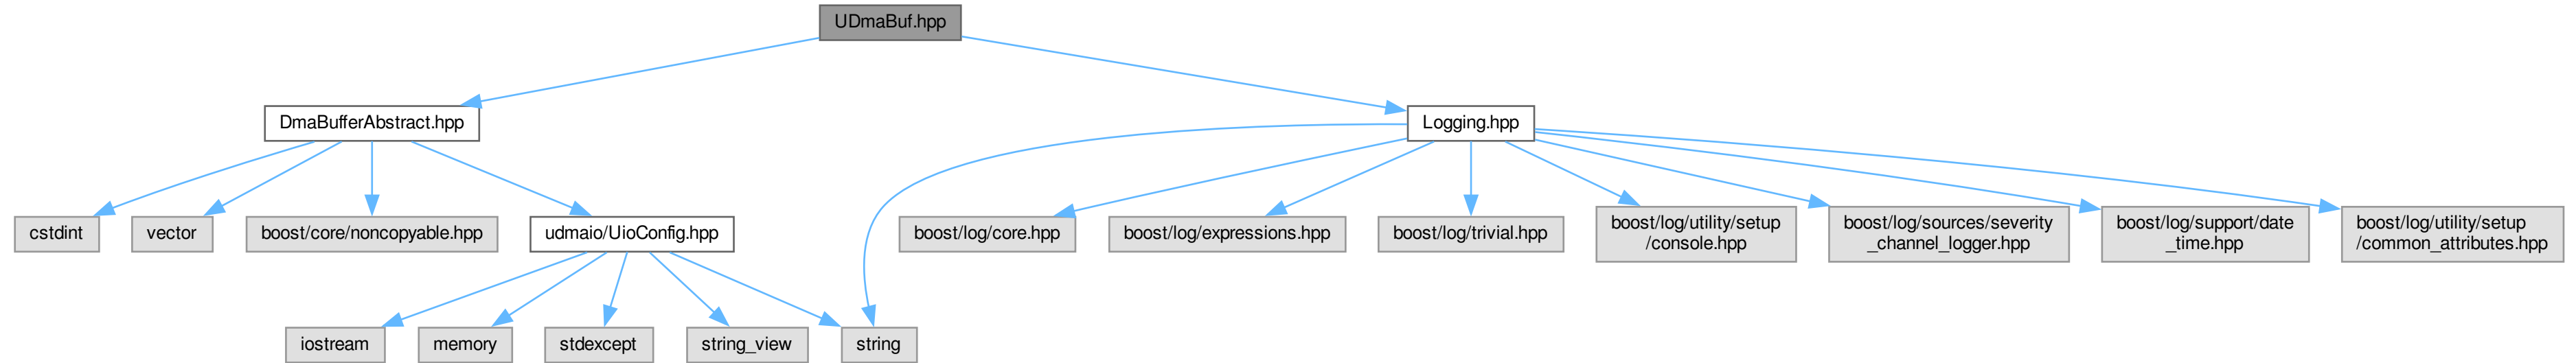 UDmaBuf.hpp
DmaBufferAbstract.hpp
Logging.hpp
cstdint
vector
boost/core/noncopyable.hpp
udmaio/UioConfig.hpp
boost/log/core.hpp
boost/log/expressions.hpp
boost/log/trivial.hpp
boost/log/utility/setup
/console.hpp
boost/log/sources/severity
_channel_logger.hpp
boost/log/support/date
_time.hpp
boost/log/utility/setup
/common_attributes.hpp
iostream
memory
stdexcept
string_view
string